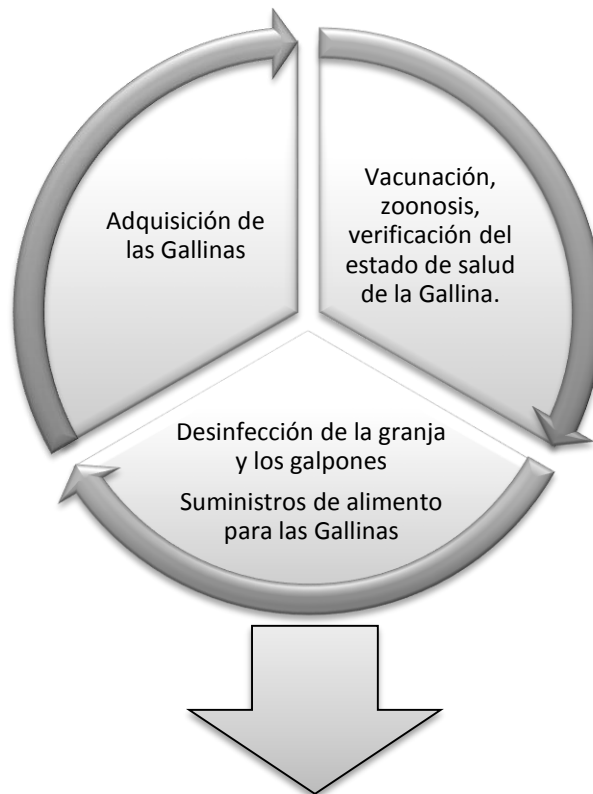 Adquisición de
las Gallinas
Vacunación,
zoonosis,
verificación del
estado de salud
de la Gallina.
Desinfección de la granja
y los galpones
Suministros de alimento
para las Gallinas